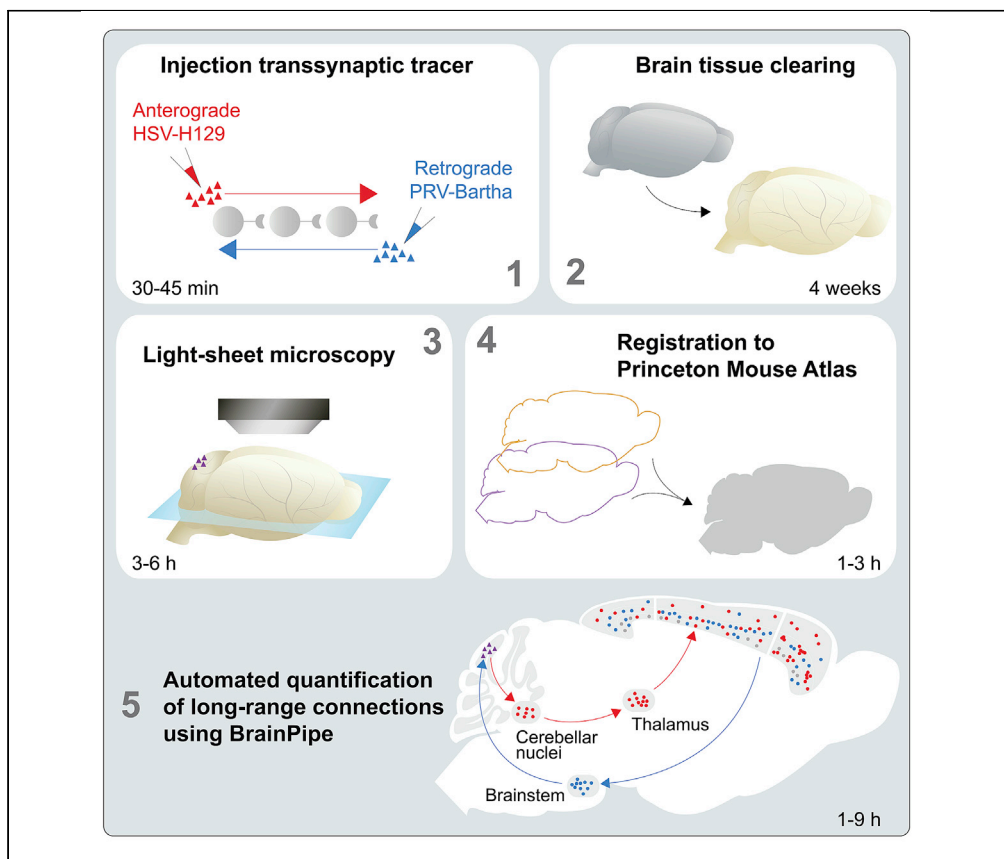 Injection transsynaptic tracer
Anterograde
HSV-H129
Retrograde
PRV-Bartha
30-45 min
1
Brain tissue clearing
2
4 weeks
Light-sheet microscopy
3
3-6 h
4
Registration to
Princeton Mouse Atlas
1-3 h
5
Automated quantification
of long-range connections
using BrainPipe
Cerebellar
nuclei
Thalamus
Brainstem
1-9 h